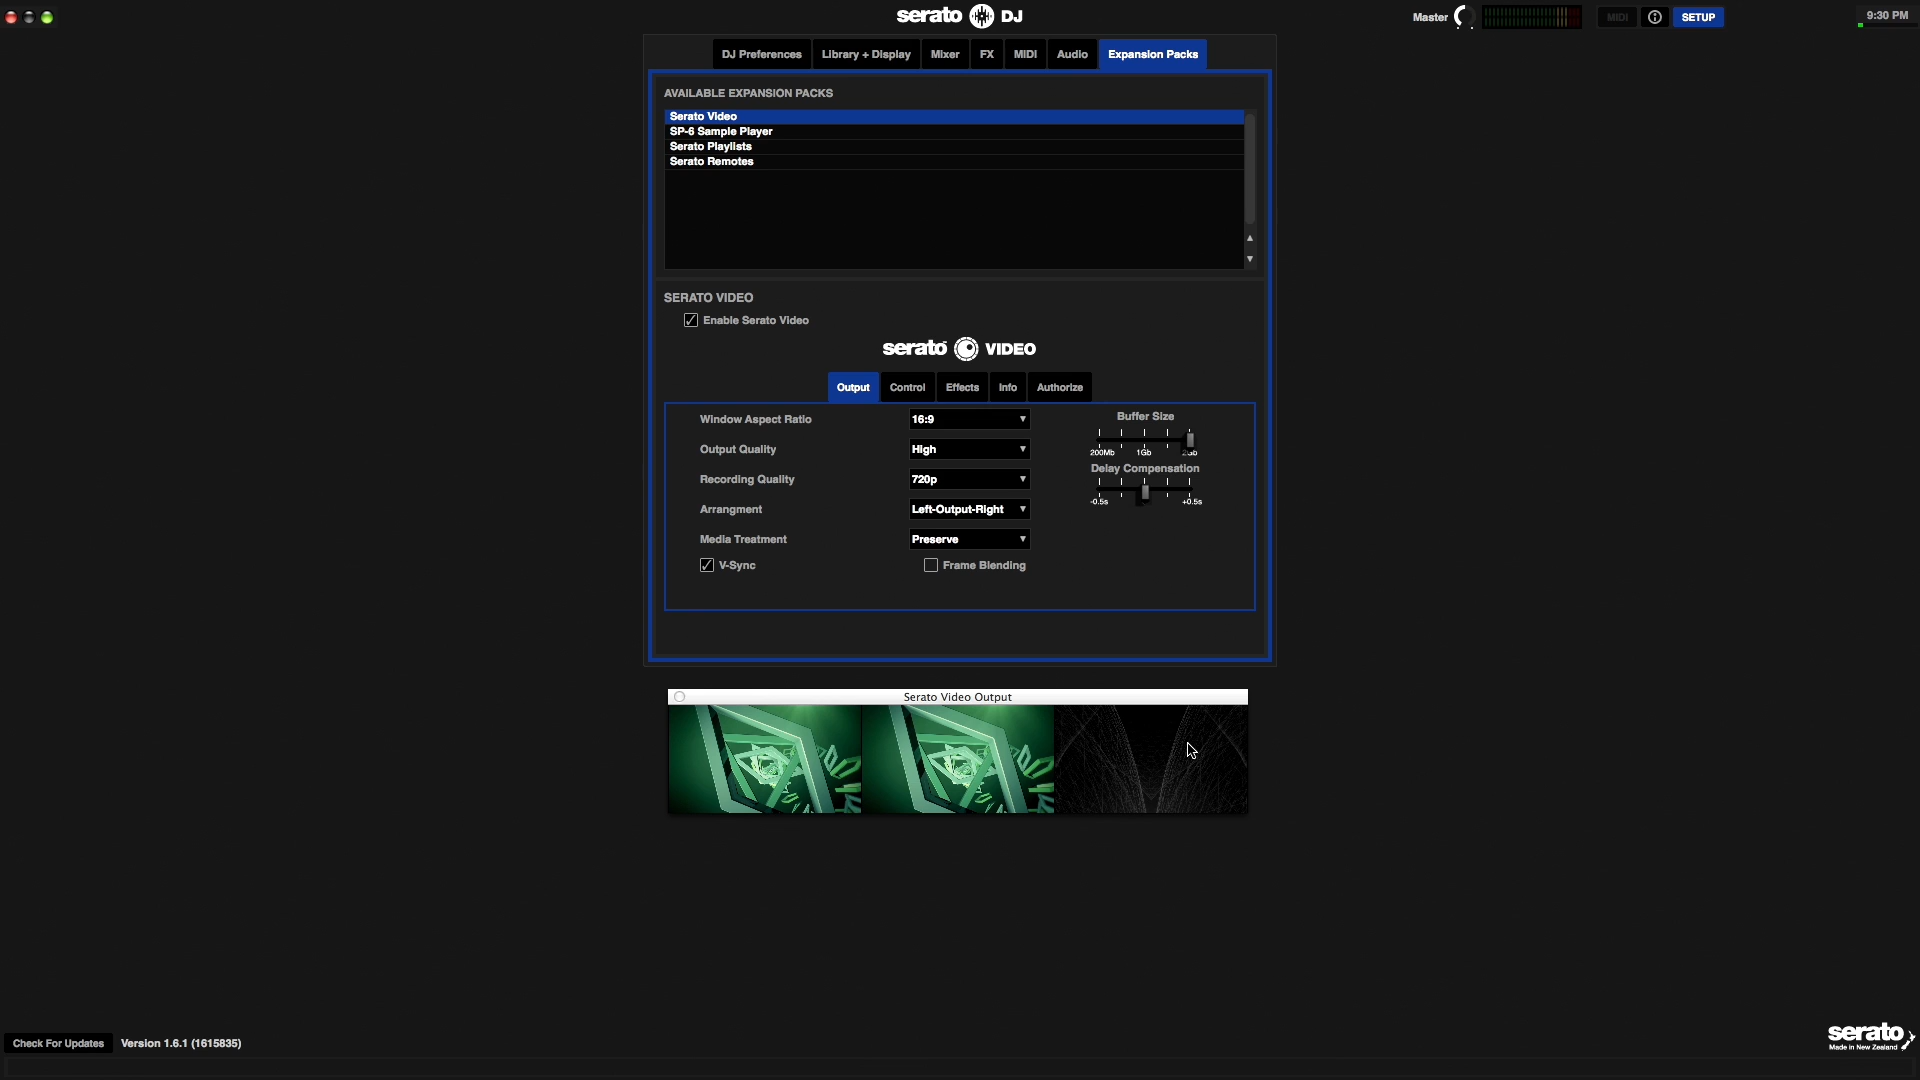 serato DJ
Master
MIDI
SETUP
9:30 PM
DJ Preferences
Library + Display
Mixer
FX
MIDI
Audio
Expansion Packs
AVAILABLE EXPANSION PACKS
Serato Video
SP-6 Sample Player
Serato Playlists
Serato Remotes
SERATO VIDEO
Enable Serato Video
serato VIDEO
Output
Control
Effects
Info
Authorize
Window Aspect Ratio
16:9
Output Quality
High
Recording Quality
720p
Arrangment
Left-Output-Right
Media Treatment
Preserve
V-Sync
Frame Blending
Buffer Size
200Mb
1Gb
2Gb
Delay Compensation
-0.5s
+0.5s
Serato Video Output
Check For Updates
Version 1.6.1 (1615835)
serato
Made in New Zealand